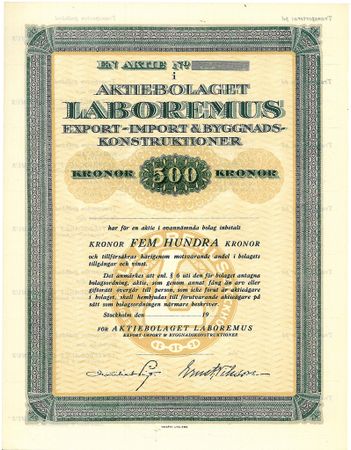 EN AKTIE No
i
AKTIEBOLAGET
LABOREMUS
EXPORT-IMPORT & BYGGNADS-
KONSTRUKTIONER
KRONOR 500 KRONOR
har för en aktie i ovannämnda bolag inbetalt
KRONOR FEM HUNDRA KRONOR
och tillförsäkras härigenom motsvarande andel i bolagets
tillgångar och vinst.
Det anmärkes att enl. § 6 uti den för bolaget antagna
bolagsordning, aktie, som genom annat fång än arv eller
giftorätt övergår till person, som icke förut är aktieägare
i bolaget, skall hembjudas till förutvarande aktieägare på
sätt som bolagsordningen närmare beskriver.
Stockholm den 19
FÖR AKTIEBOLAGET LABOREMUS
EXPORT-IMPORT & BYGGNADSKONSTRUKTIONER